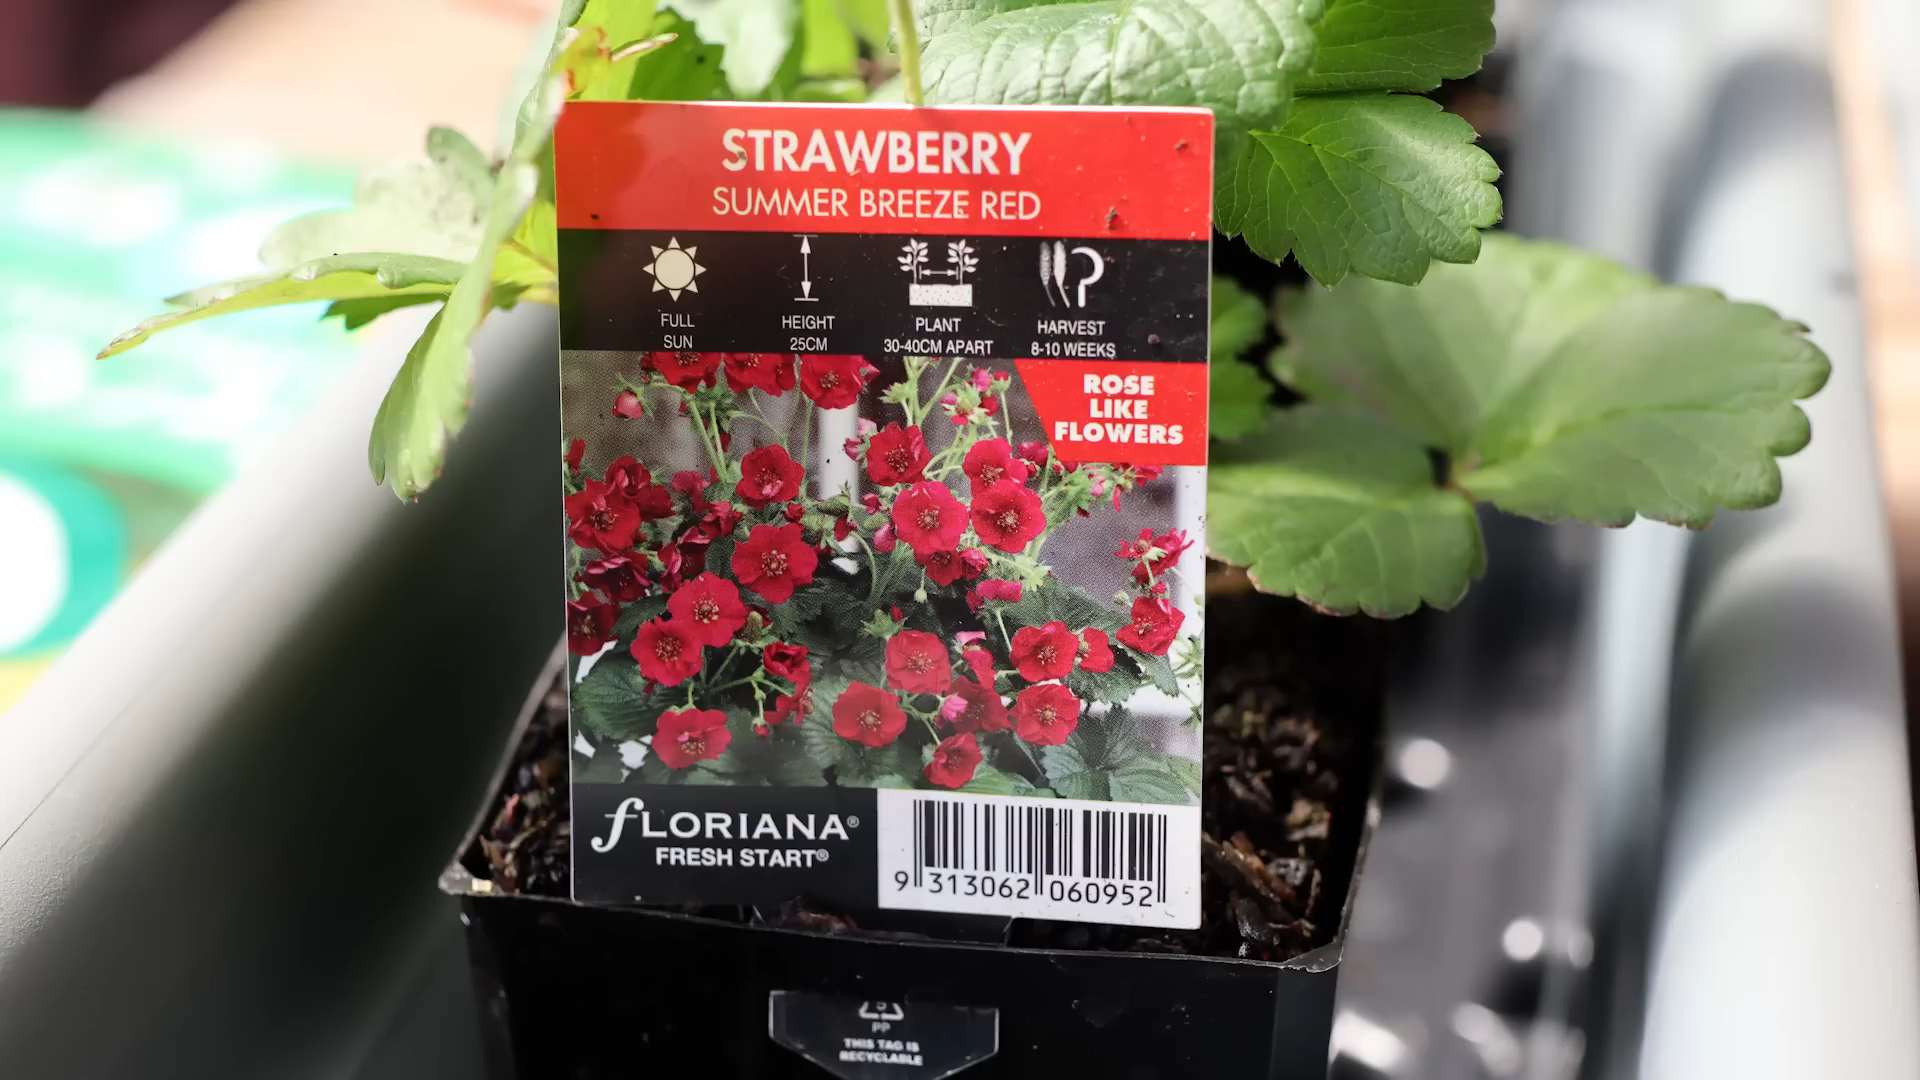 STRAWBERRY
SUMMER BREEZE RED
FULL
SUN
HEIGHT
25CM
PLANT
30-40CM APART
HARVEST
8-10 WEEKS
ROSE
LIKE
FLOWERS
fLORIANA®
FRESH START®
9 313062 060952
5
PP
THIS TAG IS
RECYCLABLE